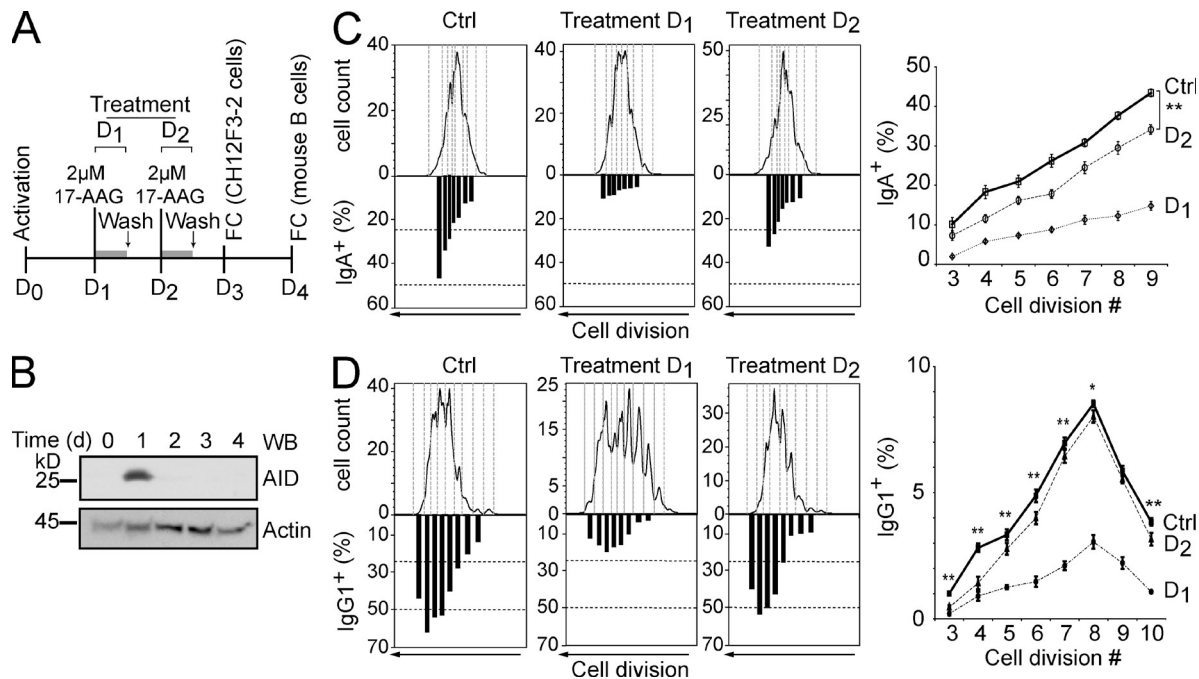 A
Treatment
D1 D2
2µM 2µM
17-AAG 17-AAG
Wash Wash
Activation
FC (CH12F3-2 cells)
FC (mouse B cells)
D0 D1 D2 D3 D4
B
Time (d) 0 1 2 3 4 WB
kD
25 AID
45 Actin
C
Ctrl Treatment D1 Treatment D2
cell count
40 20 0
40 20 0
50 25 0
IgA+ (%)
20 40 60
Cell division
IgA+ (%)
50 40 30 20 10 0
Ctrl
**
D2
D1
3 4 5 6 7 8 9
Cell division #
D
Ctrl Treatment D1 Treatment D2
cell count
40 20 0
25 15 5 0
30 20 10 0
IgG1+ (%)
10 30 50 70
10 30 50 70
10 30 50 70
Cell division
IgG1+ (%)
10 5 0
** ** ** ** ** * **
Ctrl
D2
D1
3 4 5 6 7 8 9 10
Cell division #